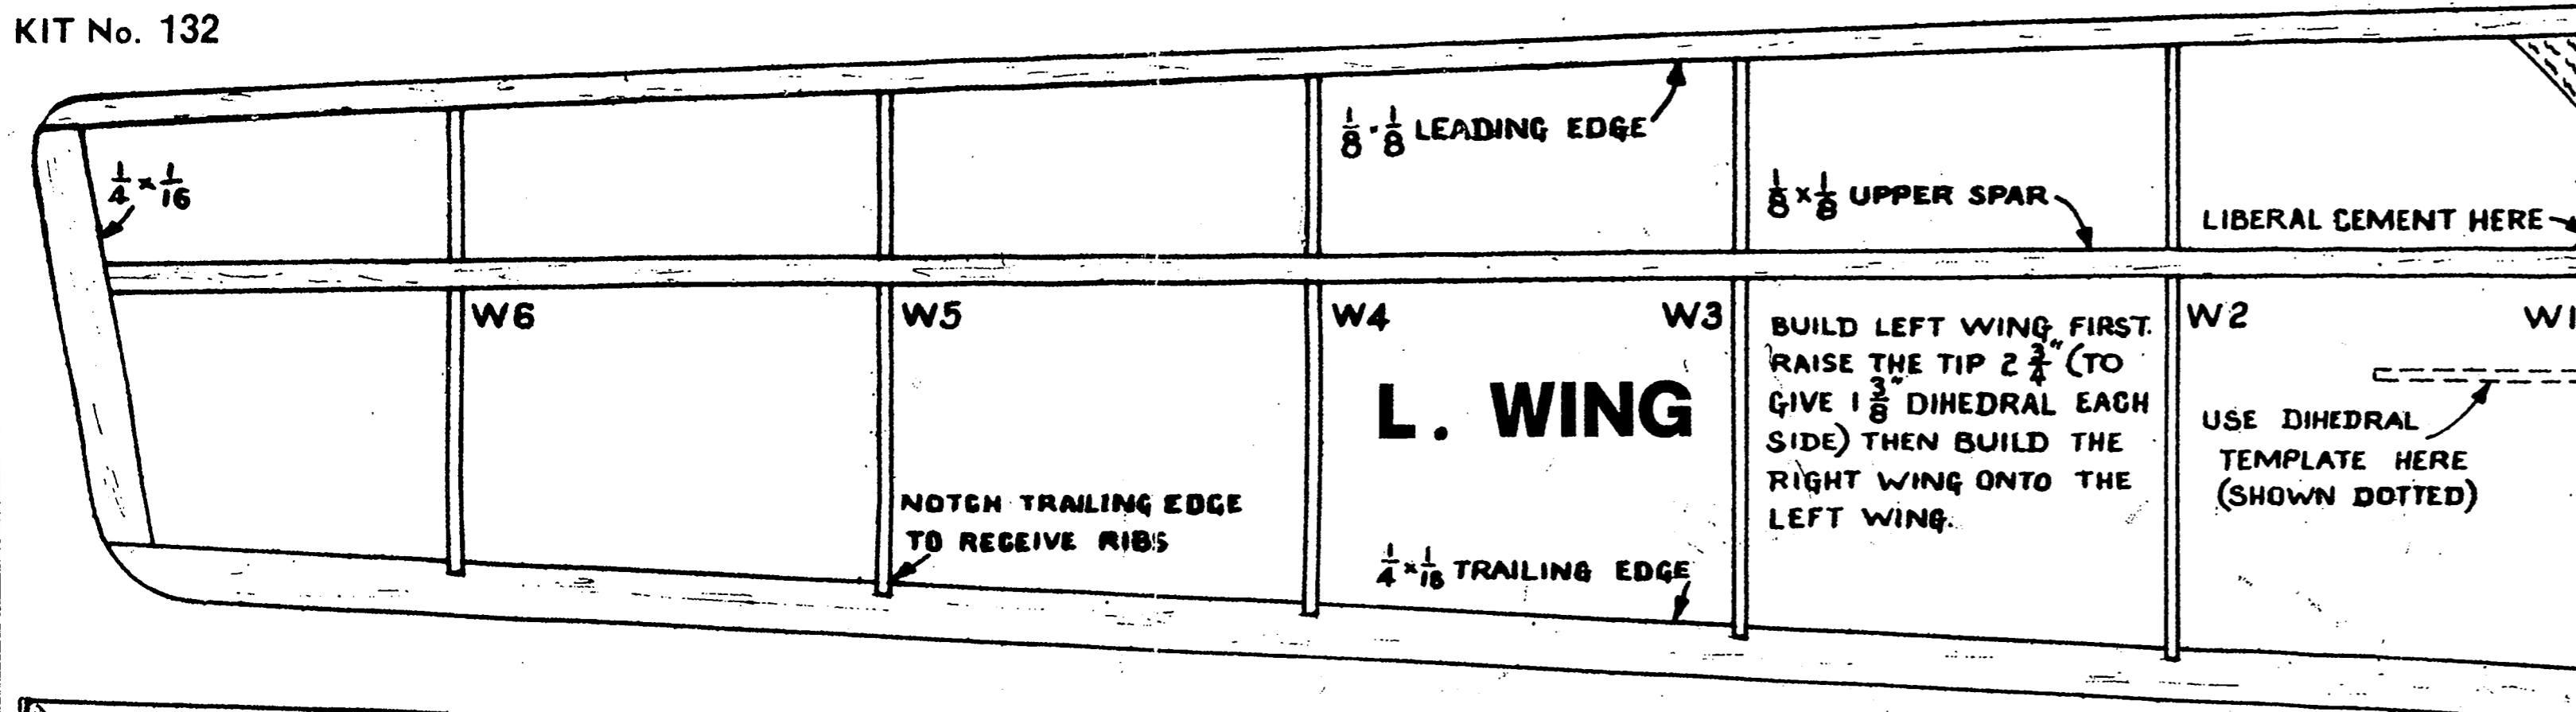 KIT No. 132
1/4 × 1/16
1/8 · 1/8 LEADING EDGE
1/8 × 1/8 UPPER SPAR
LIBERAL CEMENT HERE
W6
W5
W4
W3
W2
W1
BUILD LEFT WING FIRST.
RAISE THE TIP 2 3/4" (TO
GIVE 1 3/8" DIHEDRAL EACH
SIDE) THEN BUILD THE
RIGHT WING ONTO THE
LEFT WING.
L. WING
USE DIHEDRAL
TEMPLATE HERE
(SHOWN DOTTED)
NOTCH TRAILING EDGE
TO RECEIVE RIBS
1/4 × 1/16 TRAILING EDGE